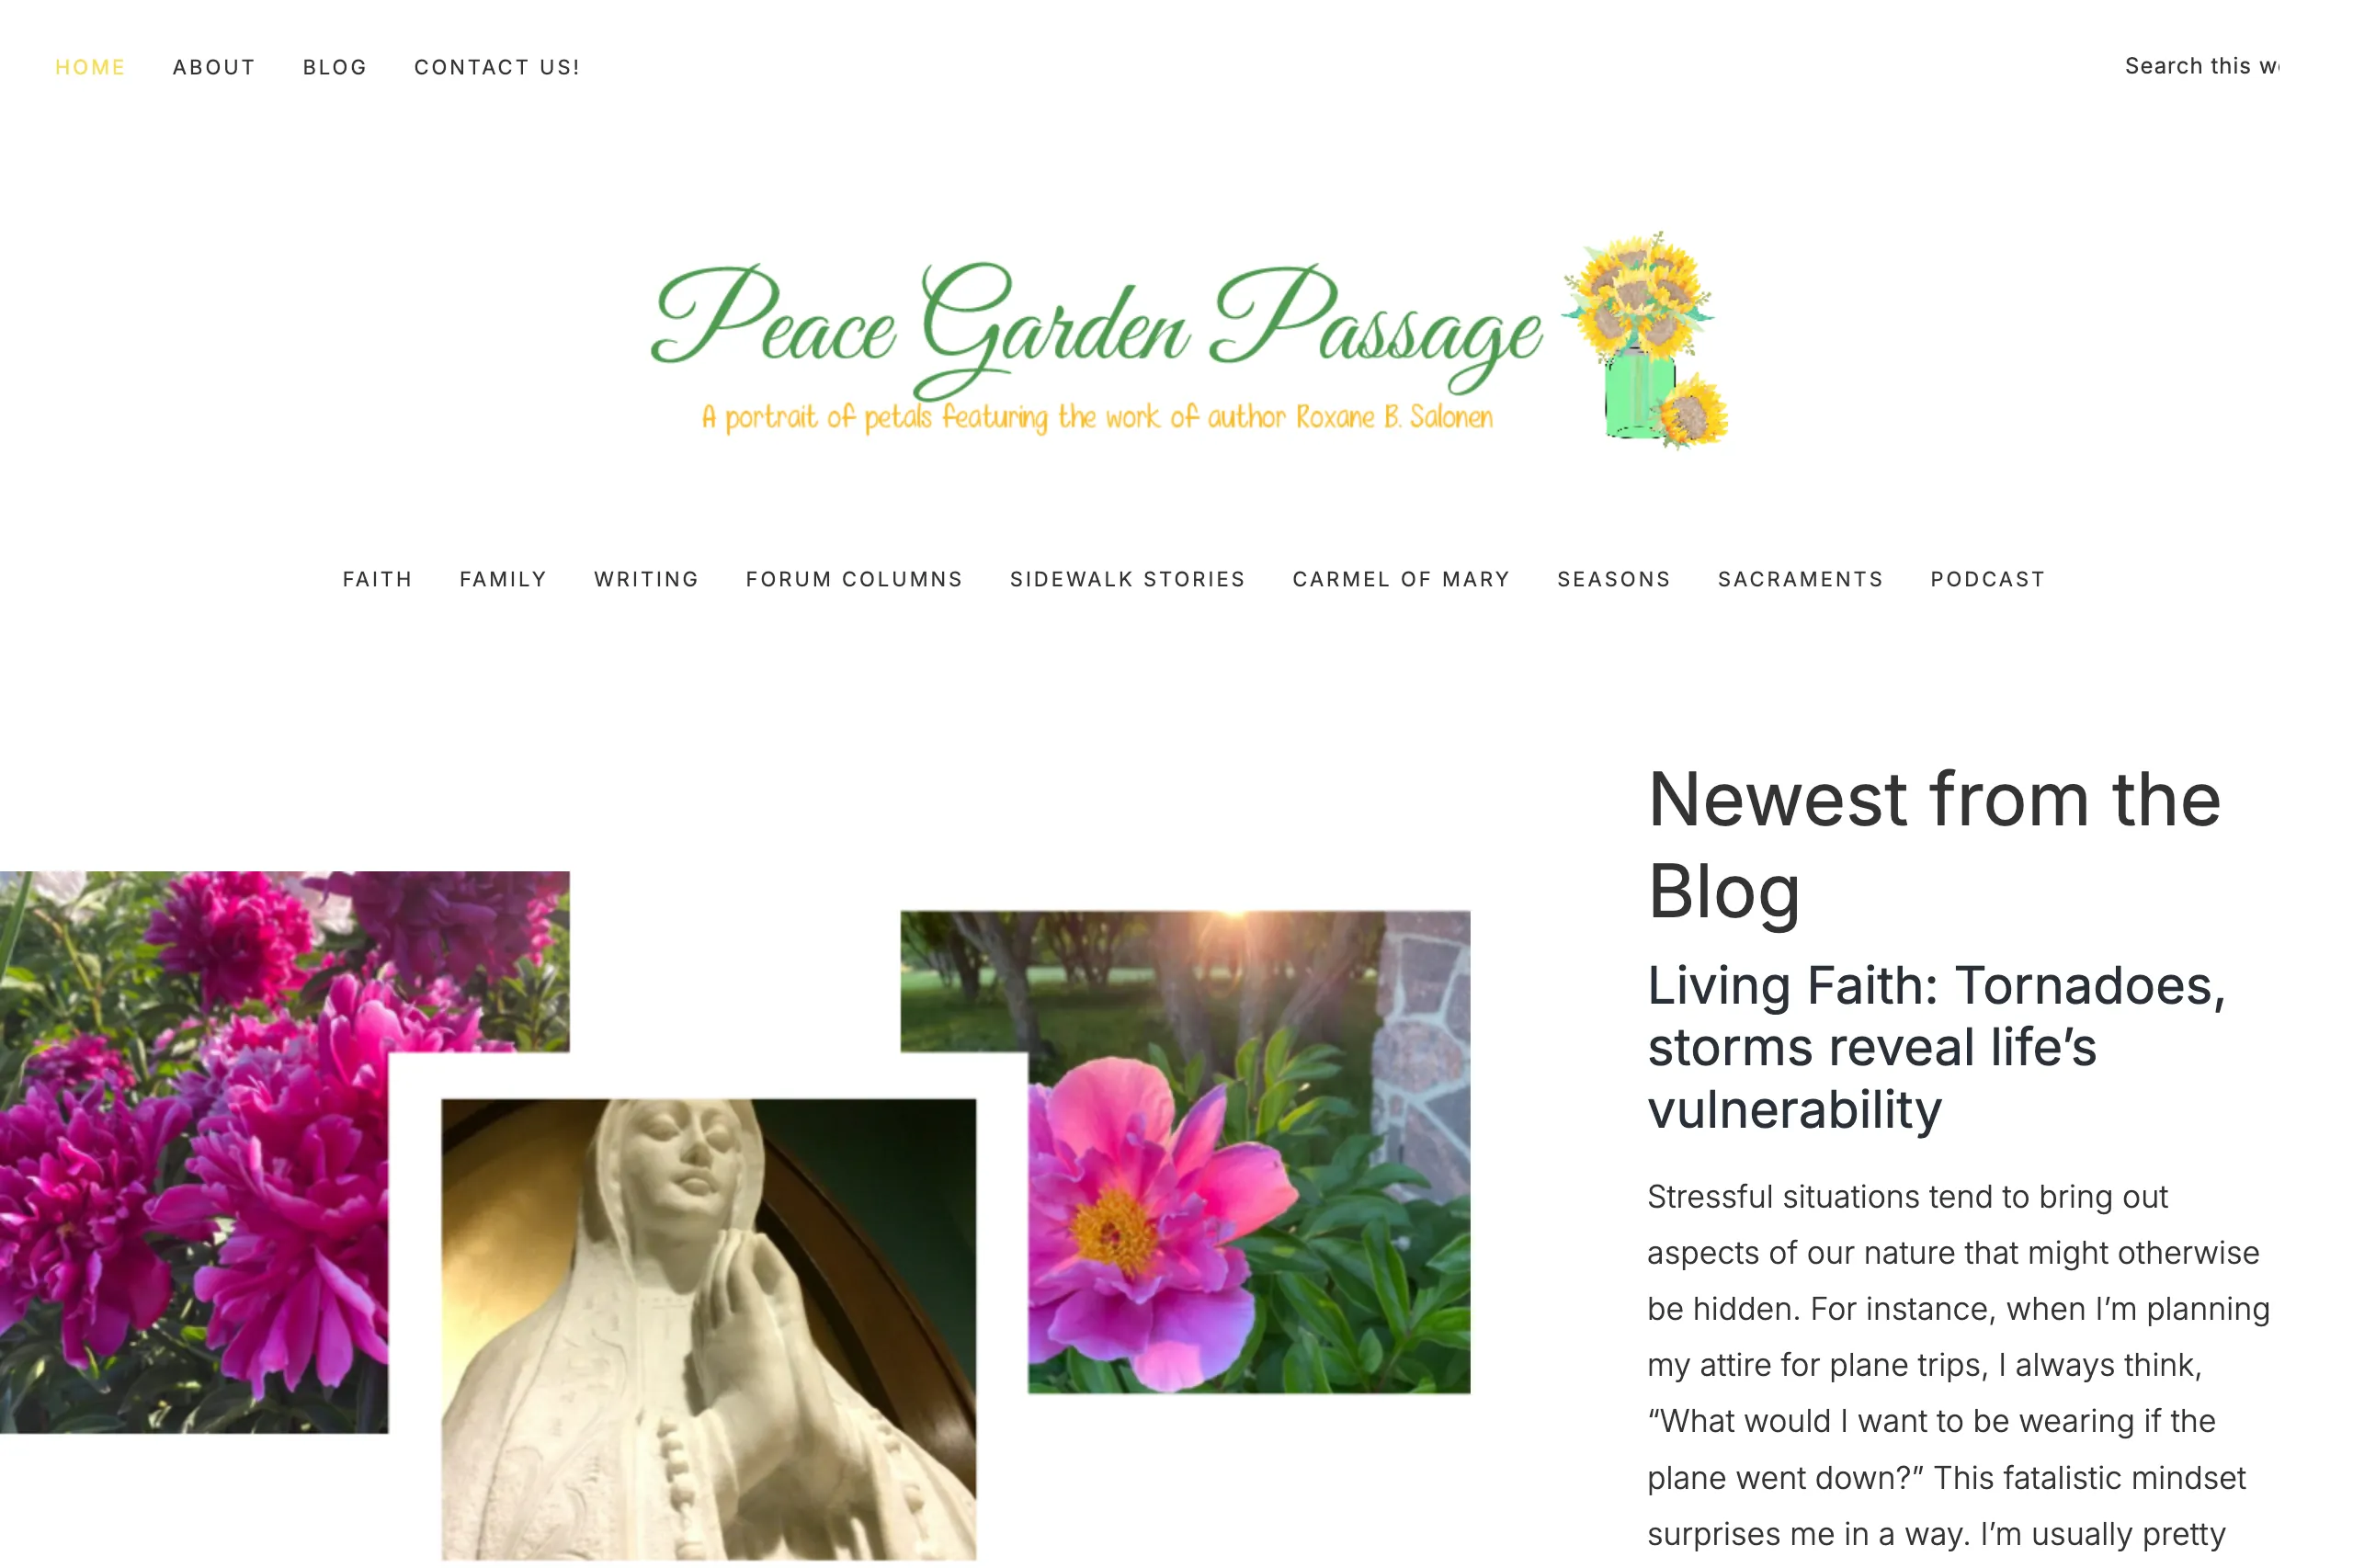 HOME ABOUT BLOG CONTACT US!
Search this w
Peace Garden Passage
A portrait of petals featuring the work of author Roxane B. Salonen
FAITH FAMILY WRITING FORUM COLUMNS SIDEWALK STORIES CARMEL OF MARY SEASONS SACRAMENTS PODCAST
Newest from the
Blog
Living Faith: Tornadoes,
storms reveal life’s
vulnerability
Stressful situations tend to bring out
aspects of our nature that might otherwise
be hidden. For instance, when I’m planning
my attire for plane trips, I always think,
“What would I want to be wearing if the
plane went down?” This fatalistic mindset
surprises me in a way. I’m usually pretty